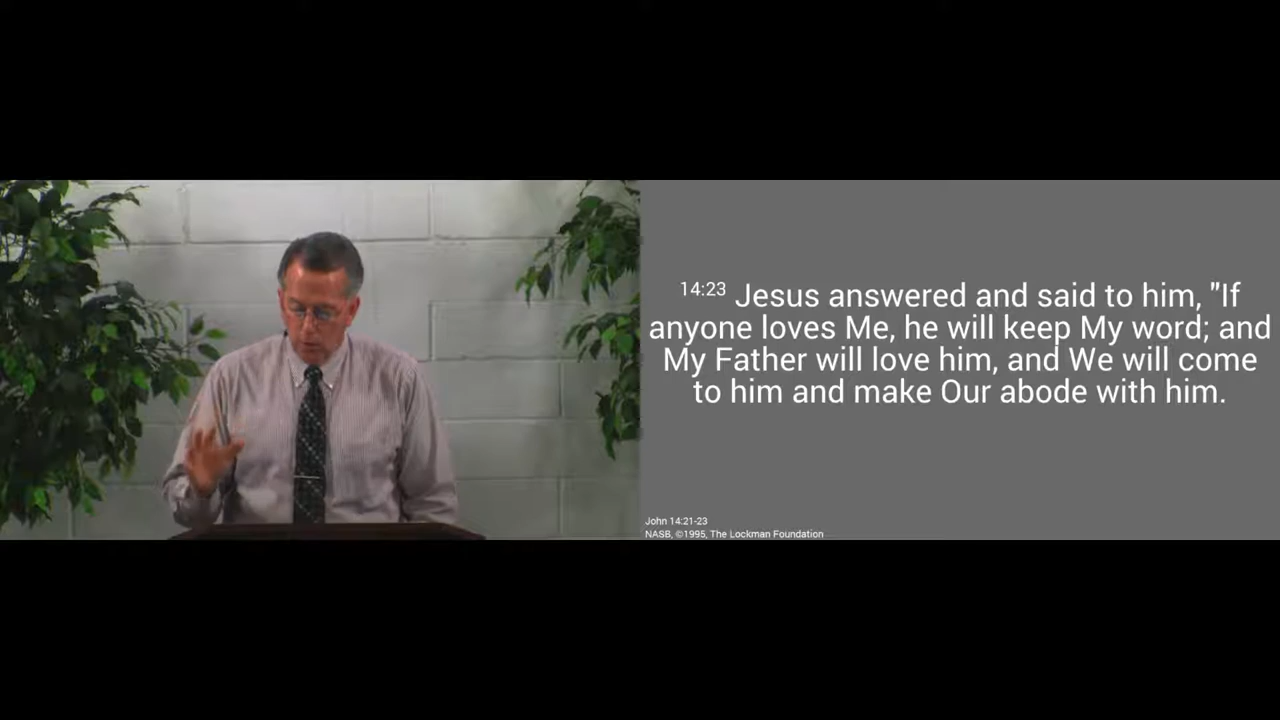 14:23 Jesus answered and said to him, "If
anyone loves Me, he will keep My word; and
My Father will love him, and We will come
to him and make Our abode with him.
John 14:21-23
NASB, ©1995, The Lockman Foundation